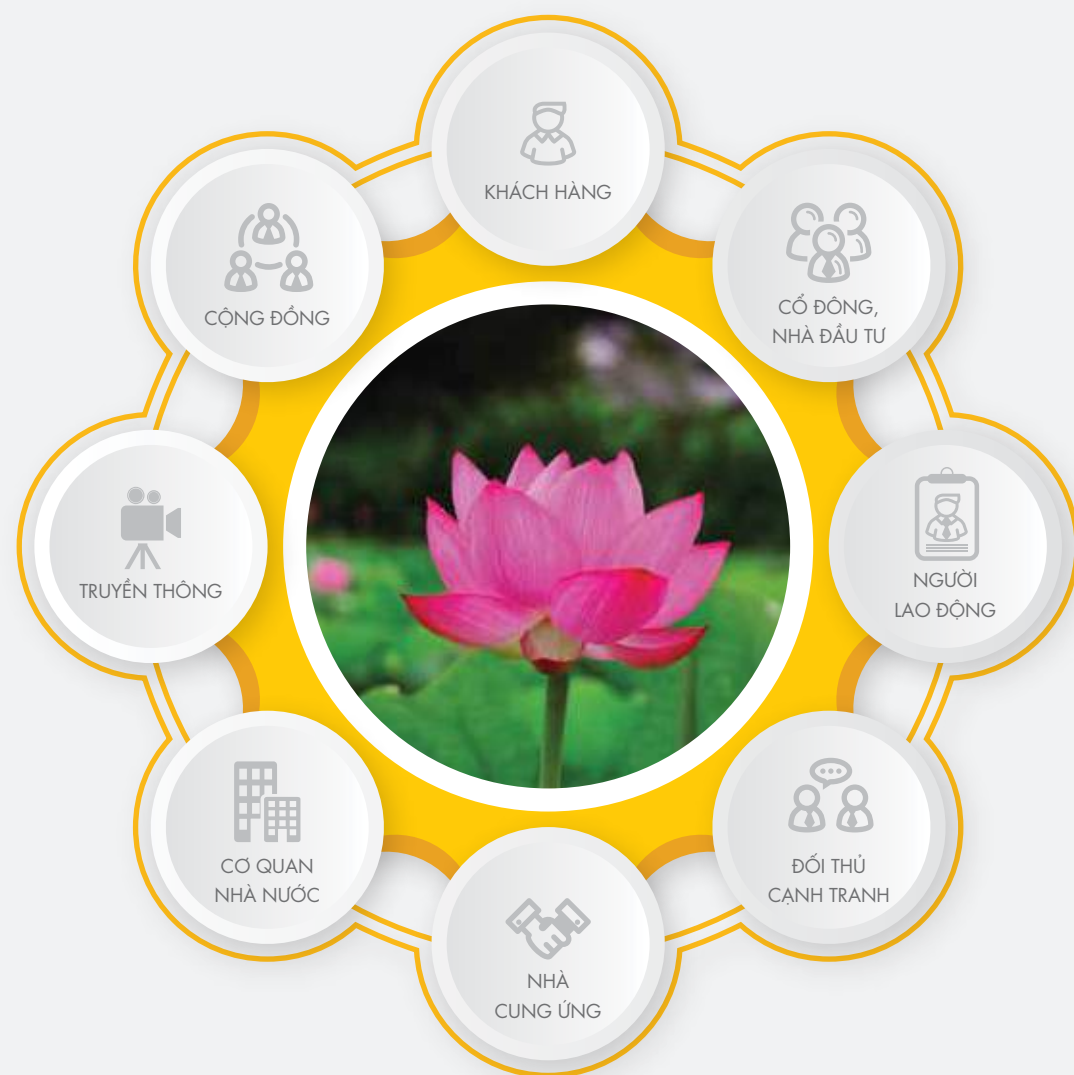 KHÁCH HÀNG
CỔ ĐÔNG,
NHÀ ĐẦU TƯ
NGƯỜI
LAO ĐỘNG
ĐỐI THỦ
CẠNH TRANH
NHÀ
CUNG ỨNG
CƠ QUAN
NHÀ NƯỚC
TRUYỀN THÔNG
CỘNG ĐỒNG